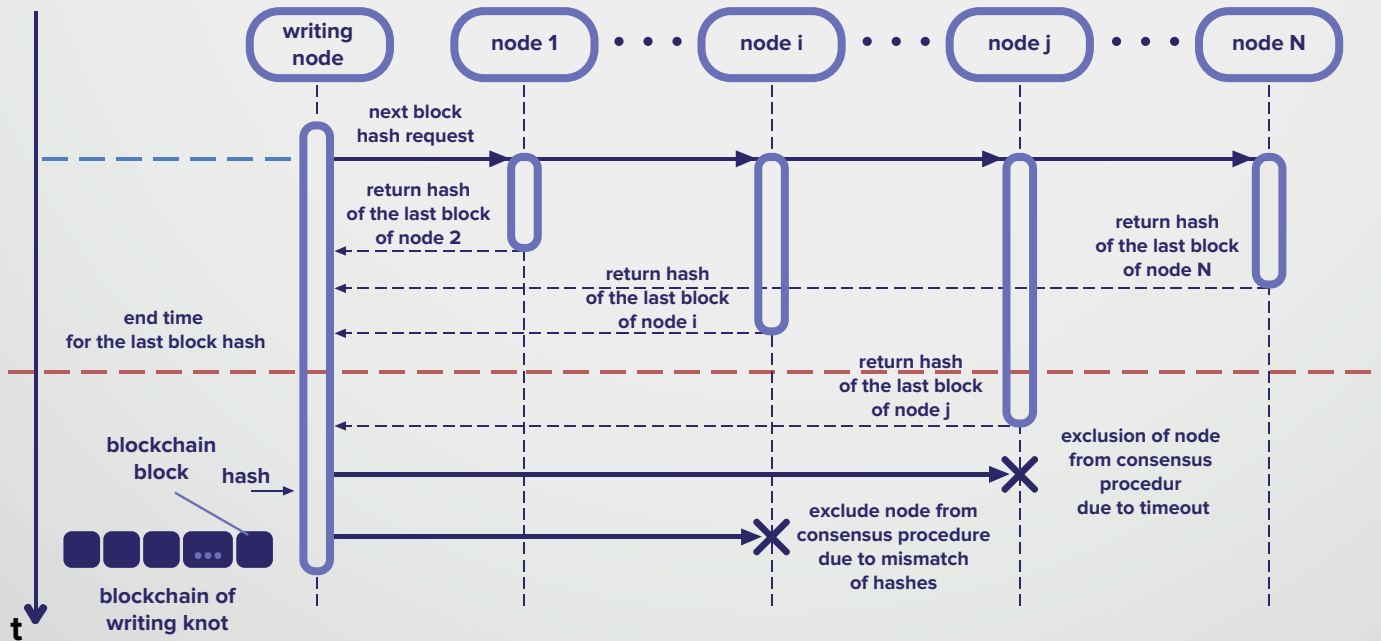 writing
node
node 1
node i
node j
node N
next block
hash request
return hash
of the last block
of node 2
return hash
of the last block
of node N
return hash
of the last block
of node i
end time
for the last block hash
return hash
of the last block
of node j
exclusion of node
from consensus
procedur
due to timeout
blockchain
block
hash
exclude node from
consensus procedure
due to mismatch
of hashes
blockchain of
writing knot
t